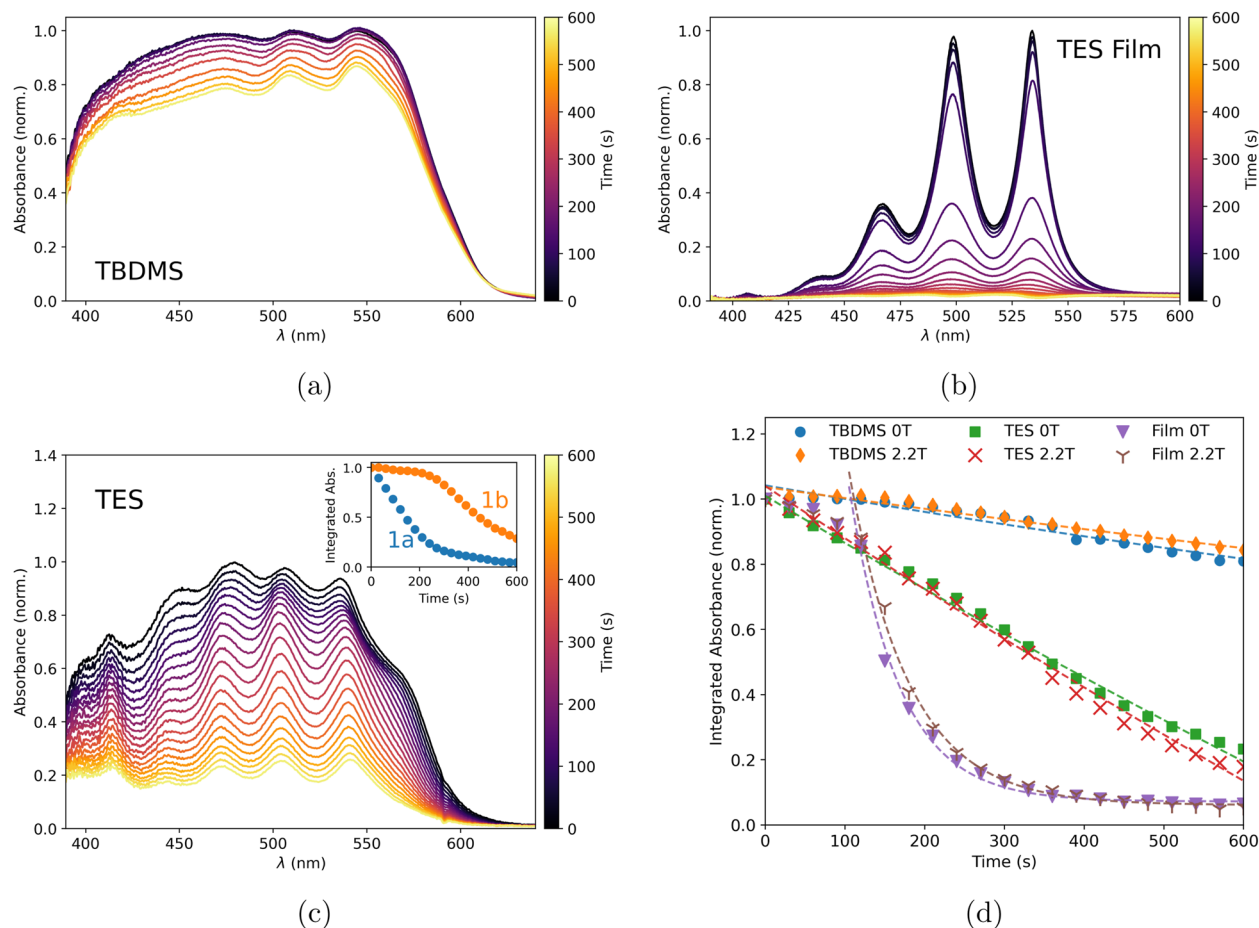 1.0
0.8
0.6
0.4
0.2
0.0
Absorbance (norm.)
TBDMS
400 450 500 550 600
λ (nm)
600
500
400
300
200
100
0
Time (s)
(a)
1.0
0.8
0.6
0.4
0.2
0.0
Absorbance (norm.)
TES Film
400 425 450 475 500 525 550 575 600
λ (nm)
600
500
400
300
200
100
0
Time (s)
(b)
1.4
1.2
1.0
0.8
0.6
0.4
0.2
0.0
Absorbance (norm.)
TES
1.0
0.5
0.0
Integrated Abs.
1b
1a
0 200 400 600
Time (s)
400 450 500 550 600
λ (nm)
600
500
400
300
200
100
0
Time (s)
(c)
1.2
1.0
0.8
0.6
0.4
0.2
0.0
Integrated Absorbance (norm.)
TBDMS 0T TES 0T Film 0T
TBDMS 2.2T TES 2.2T Film 2.2T
0 100 200 300 400 500 600
Time (s)
(d)